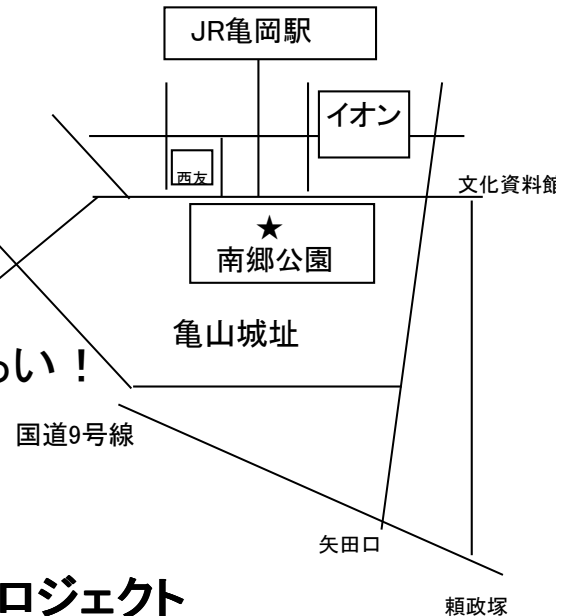 JR亀岡駅
イオン
西友
文化資料館
★
南郷公園
亀山城址
い！
国道9号線
矢田口
ロジェクト
頼政塚